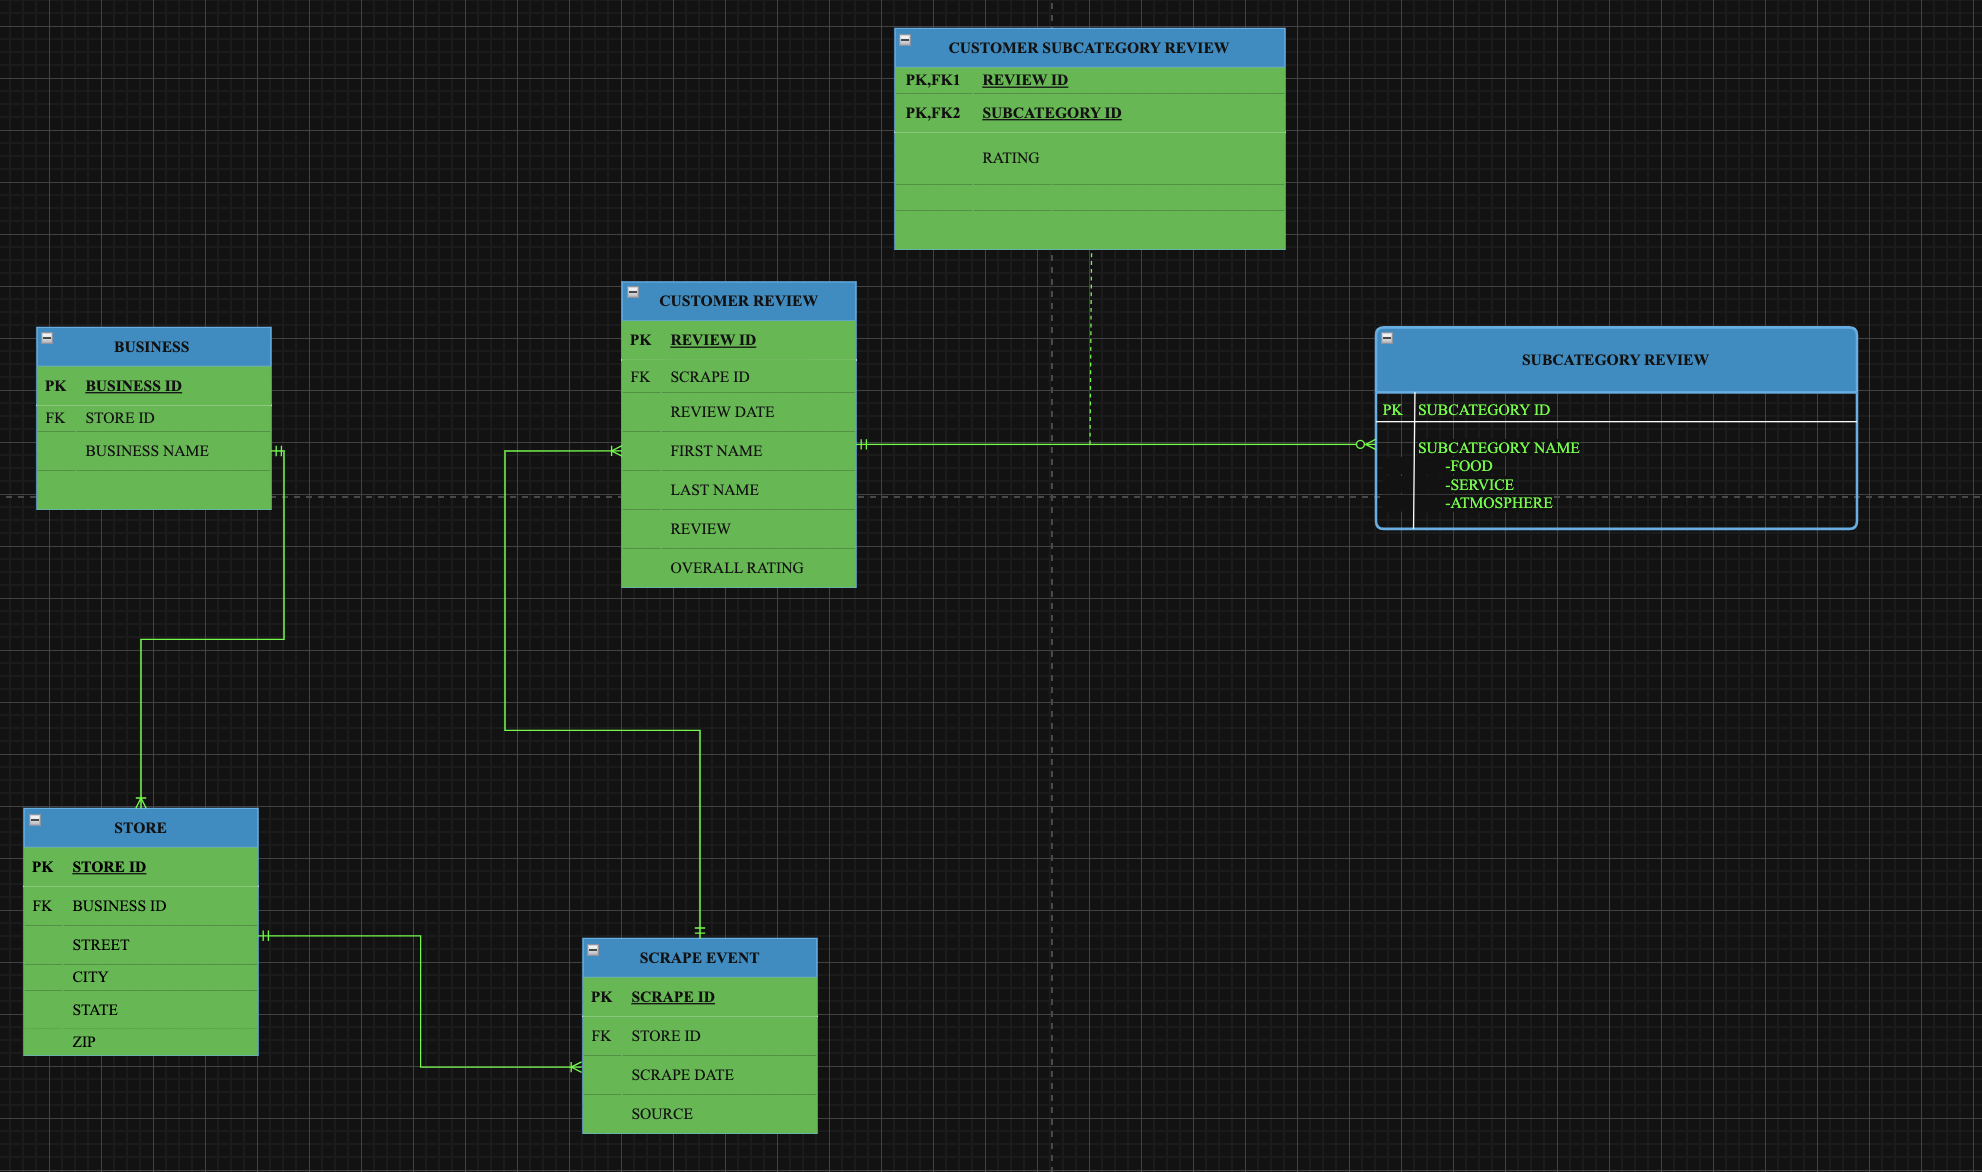 CUSTOMER SUBCATEGORY REVIEW
PK,FK1 REVIEW ID
PK,FK2 SUBCATEGORY ID
RATING
CUSTOMER REVIEW
PK REVIEW ID
FK SCRAPE ID
REVIEW DATE
FIRST NAME
LAST NAME
REVIEW
OVERALL RATING
BUSINESS
PK BUSINESS ID
FK STORE ID
BUSINESS NAME
SUBCATEGORY REVIEW
PK SUBCATEGORY ID
SUBCATEGORY NAME
-FOOD
-SERVICE
-ATMOSPHERE
STORE
PK STORE ID
FK BUSINESS ID
STREET
CITY
STATE
ZIP
SCRAPE EVENT
PK SCRAPE ID
FK STORE ID
SCRAPE DATE
SOURCE